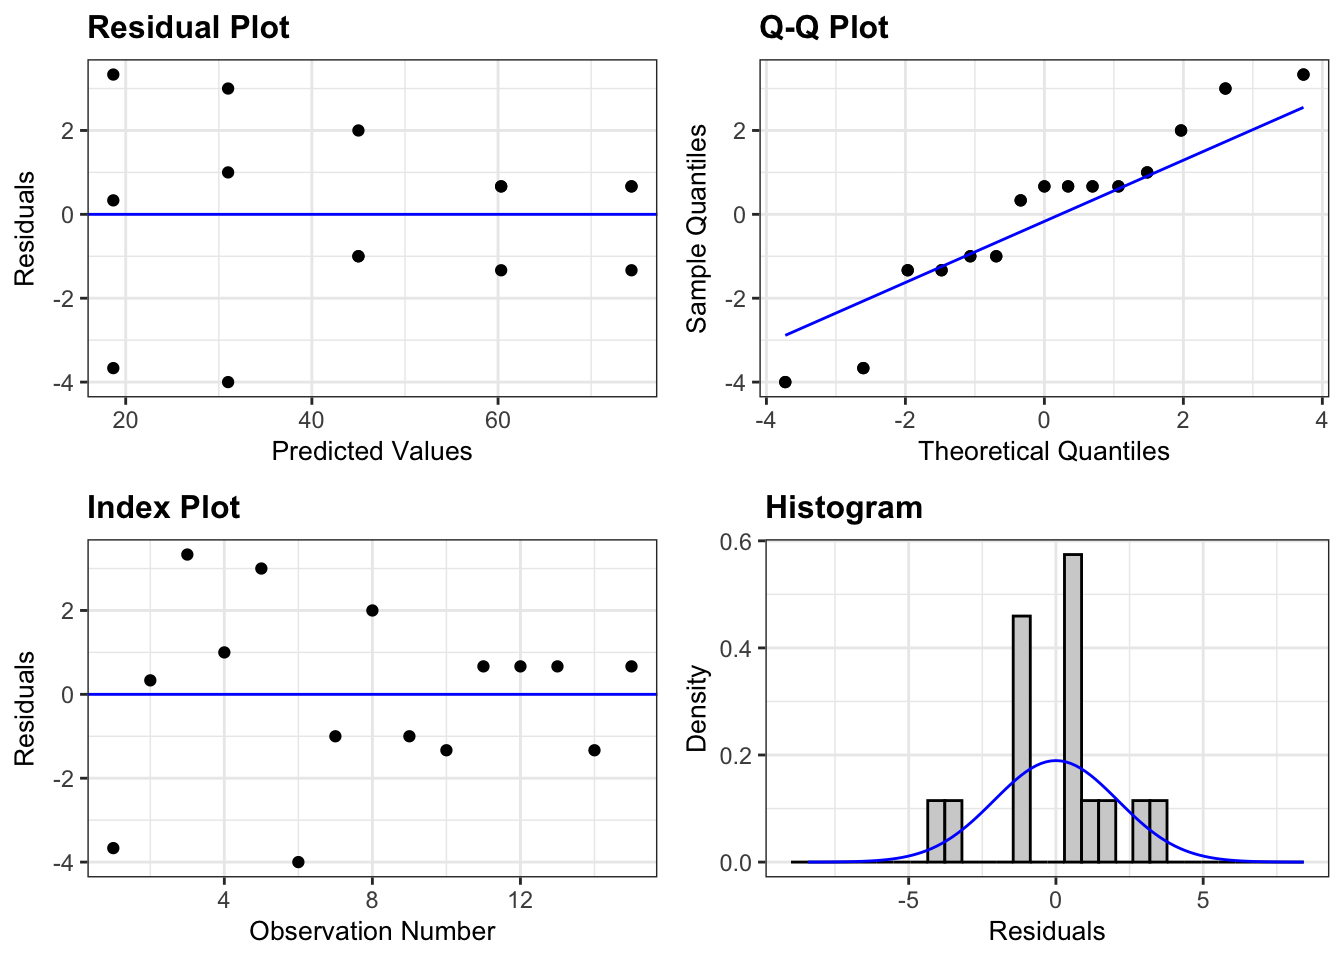 Residual Plot
Residuals
2
0
-2
-4
20 40 60
Predicted Values
Q-Q Plot
Sample Quantiles
2
0
-2
-4
-4 -2 0 2 4
Theoretical Quantiles
Index Plot
Residuals
2
0
-2
-4
4 8 12
Observation Number
Histogram
Density
0.6
0.4
0.2
0.0
-5 0 5
Residuals